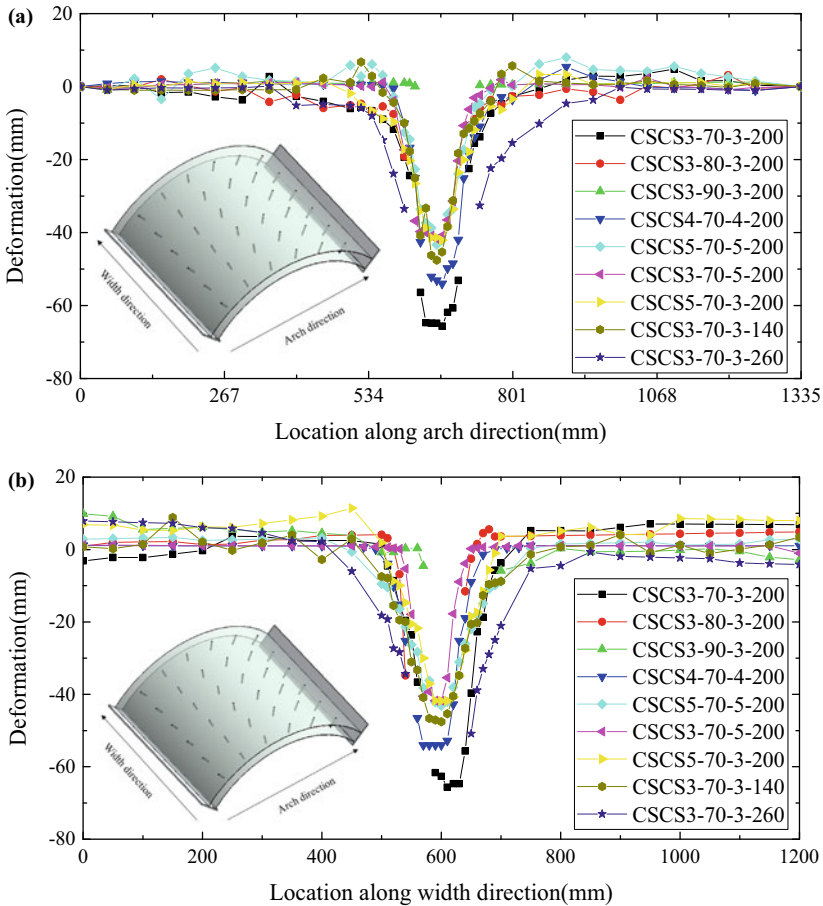 (a)
20
0
-20
-40
-60
-80
Deformation(mm)
0 267 534 801 1068 1335
Location along arch direction(mm)
Width direction
Arch direction
CSCS3-70-3-200
CSCS3-80-3-200
CSCS3-90-3-200
CSCS4-70-4-200
CSCS5-70-5-200
CSCS3-70-5-200
CSCS5-70-3-200
CSCS3-70-3-140
CSCS3-70-3-260
(b)
20
0
-20
-40
-60
-80
Deformation(mm)
0 200 400 600 800 1000 1200
Location along width direction(mm)
Width direction
Arch direction
CSCS3-70-3-200
CSCS3-80-3-200
CSCS3-90-3-200
CSCS4-70-4-200
CSCS5-70-5-200
CSCS3-70-5-200
CSCS5-70-3-200
CSCS3-70-3-140
CSCS3-70-3-260